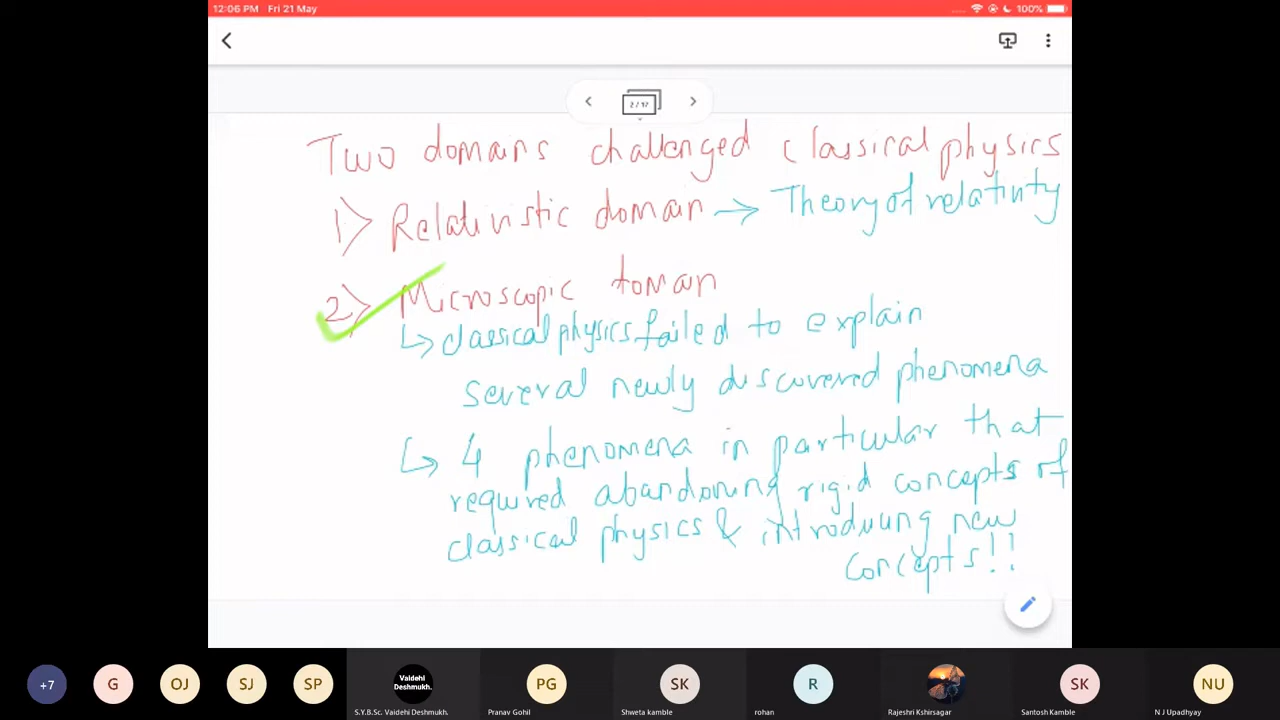 12:06 PM Fri 21 May 100%
2 / 17
Two domains challenged classical physics
1) Relativistic domain → Theory of relativity
2) Microscopic domain
↳ classical physics failed to explain
several newly discovered phenomena
↳ 4 phenomena in particular that
required abandoning rigid concepts of
classical physics & introducing new
concepts!!
+7 G OJ SJ SP Vaidehi Deshmukh. PG SK R SK NU
S.Y.B.Sc. Vaidehi Deshmukh. Pranav Gohil Shweta kamble rohan Rajeshri Kshirsagar Santosh Kamble N J Upadhyay